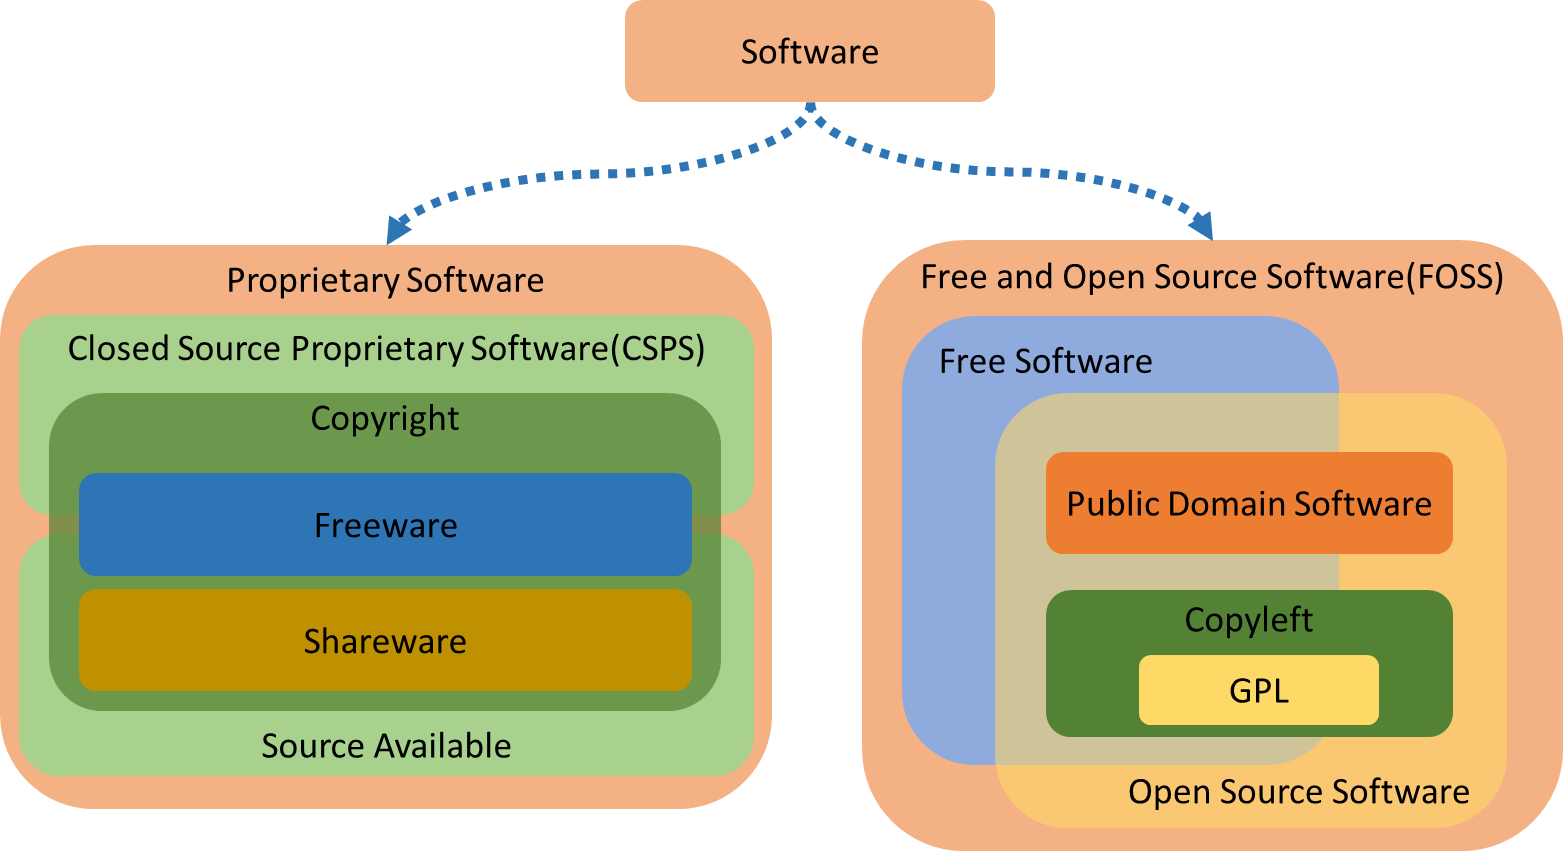 Software
Proprietary Software
Closed Source Proprietary Software(CSPS)
Copyright
Freeware
Shareware
Source Available
Free and Open Source Software(FOSS)
Free Software
Public Domain Software
Copyleft
GPL
Open Source Software